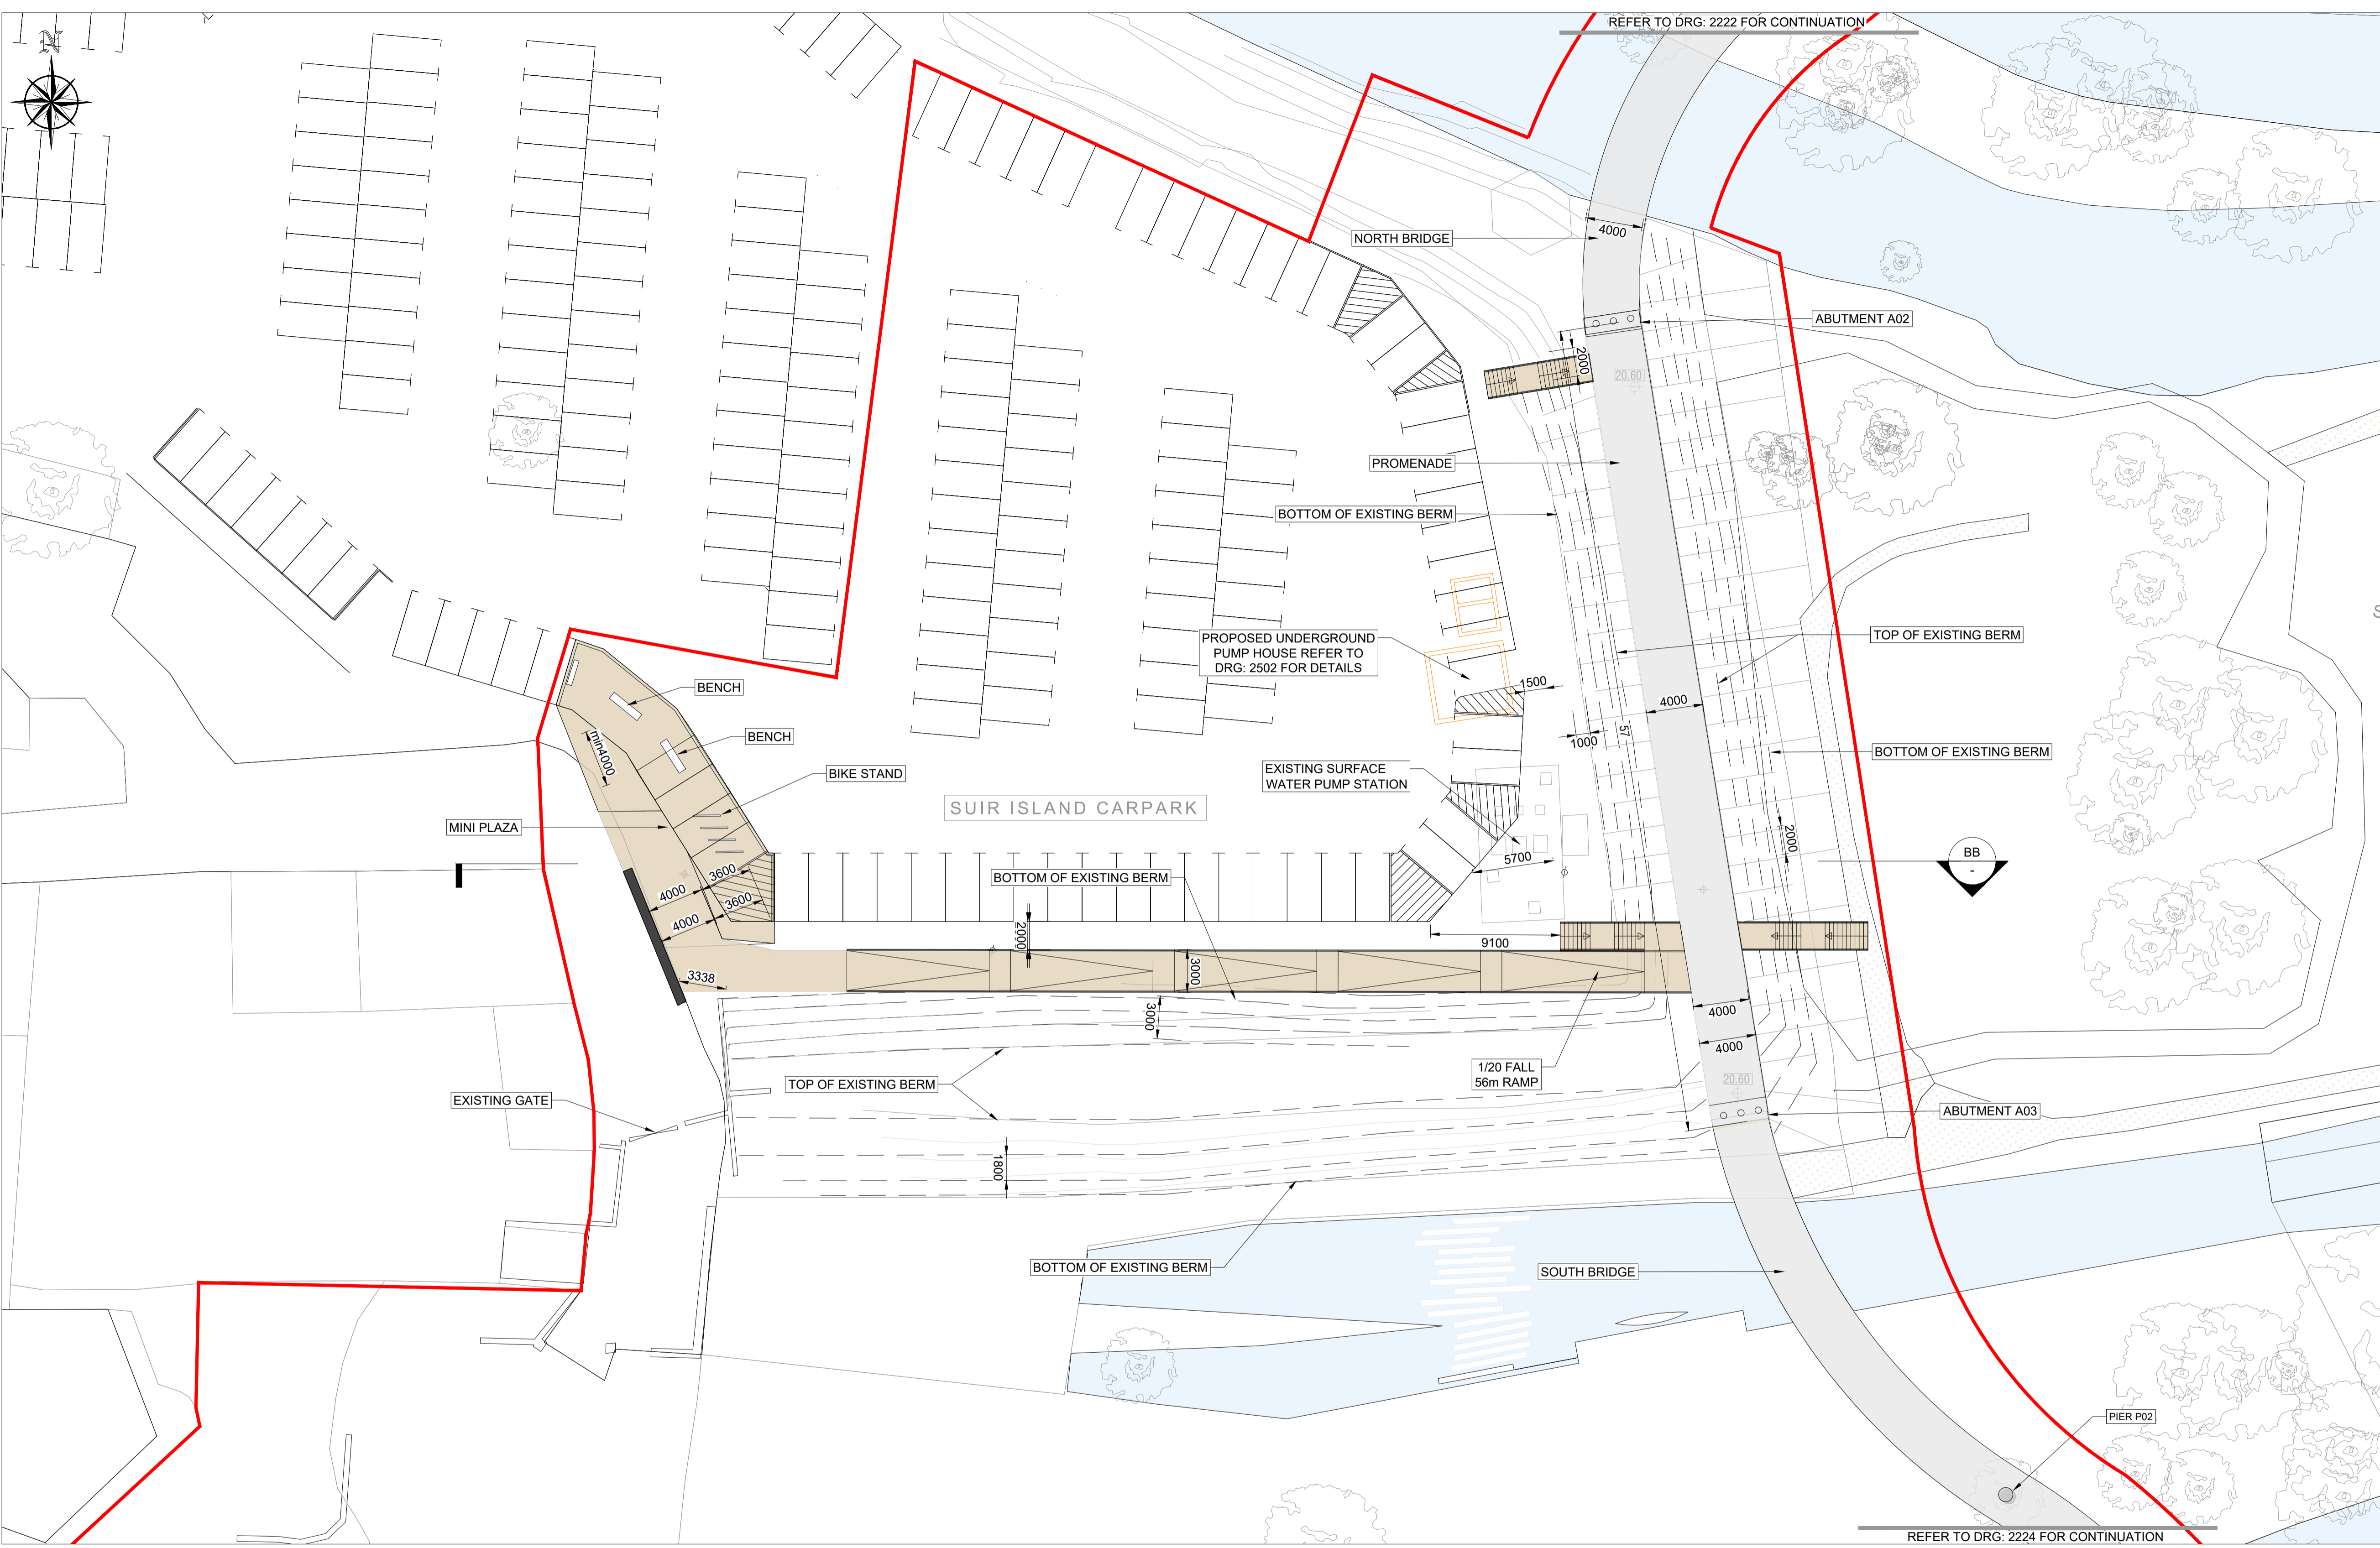 REFER TO DRG: 2222 FOR CONTINUATION
N
4000
NORTH BRIDGE
ABUTMENT A02
2000
20.60
PROMENADE
BOTTOM OF EXISTING BERM
PROPOSED UNDERGROUND
PUMP HOUSE REFER TO
DRG: 2502 FOR DETAILS
TOP OF EXISTING BERM
BENCH
1500
4000
57
1000
BENCH
min4000
BOTTOM OF EXISTING BERM
EXISTING SURFACE
WATER PUMP STATION
BIKE STAND
SUIR ISLAND CARPARK
MINI PLAZA
2000
BB
-
5700
3600
4000
BOTTOM OF EXISTING BERM
3600
4000
2000
9100
3338
3000
3000
4000
4000
1/20 FALL
56m RAMP
TOP OF EXISTING BERM
20.60
EXISTING GATE
ABUTMENT A03
1800
BOTTOM OF EXISTING BERM
SOUTH BRIDGE
PIER P02
REFER TO DRG: 2224 FOR CONTINUATION